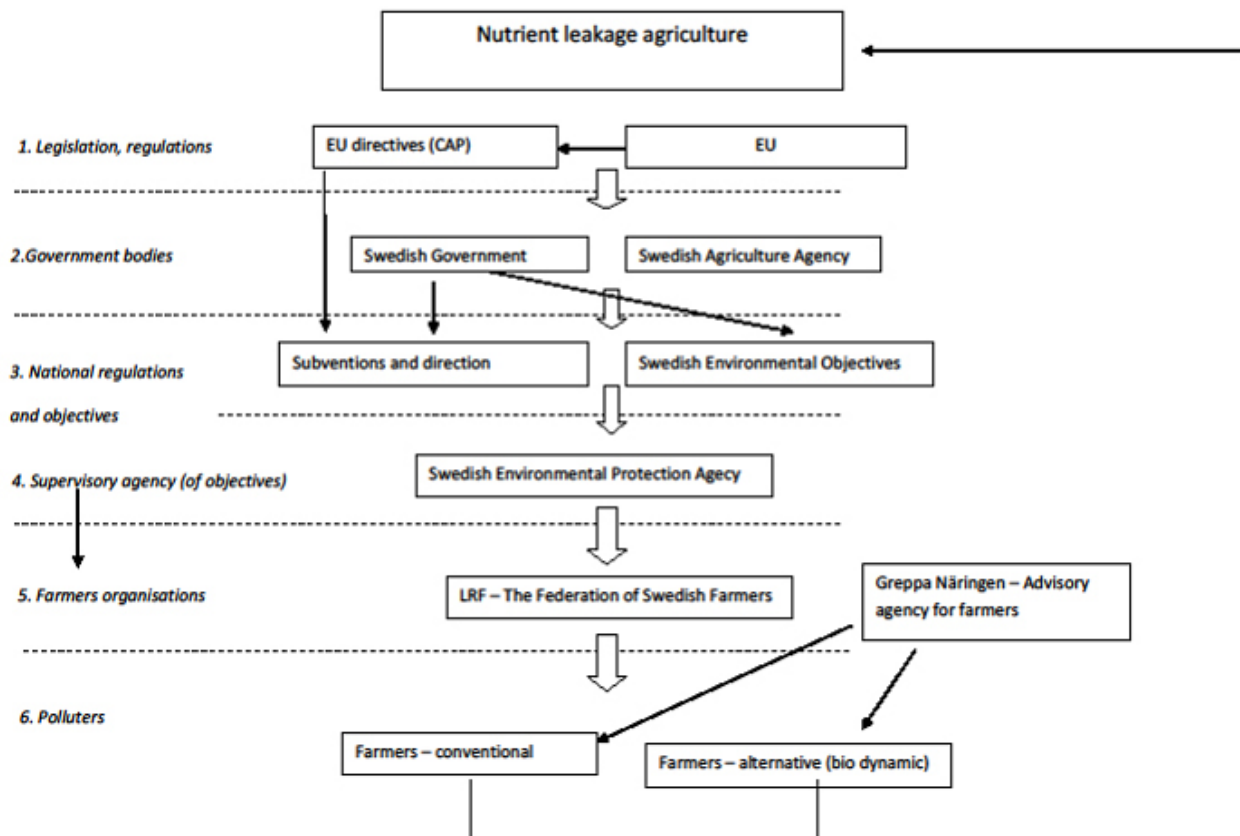 Nutrient leakage agriculture
1. Legislation, regulations
EU directives (CAP)
EU
2.Government bodies
Swedish Government
Swedish Agriculture Agency
3. National regulations
and objectives
Subventions and direction
Swedish Environmental Objectives
4. Supervisory agency (of objectives)
Swedish Environmental Protection Agecy
5. Farmers organisations
LRF – The Federation of Swedish Farmers
Greppa Näringen – Advisory
agency for farmers
6. Polluters
Farmers – conventional
Farmers – alternative (bio dynamic)